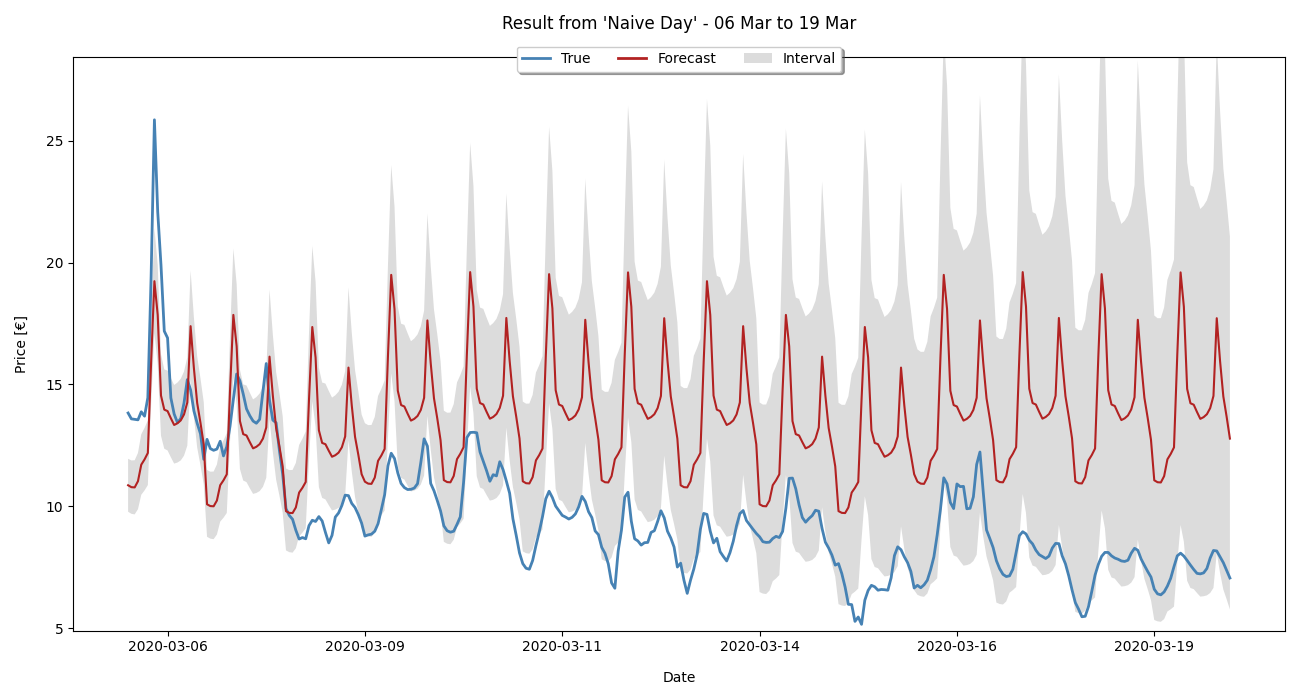 Result from 'Naive Day' - 06 Mar to 19 Mar
True Forecast Interval
Price [€]
25
20
15
10
5
2020-03-06 2020-03-09 2020-03-11 2020-03-14 2020-03-16 2020-03-19
Date